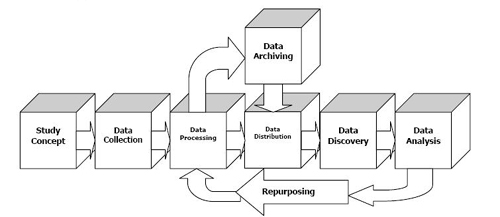 Data
Archiving
Study
Concept
Data
Collection
Data
Processing
Data
Distribution
Data
Discovery
Data
Analysis
Repurposing